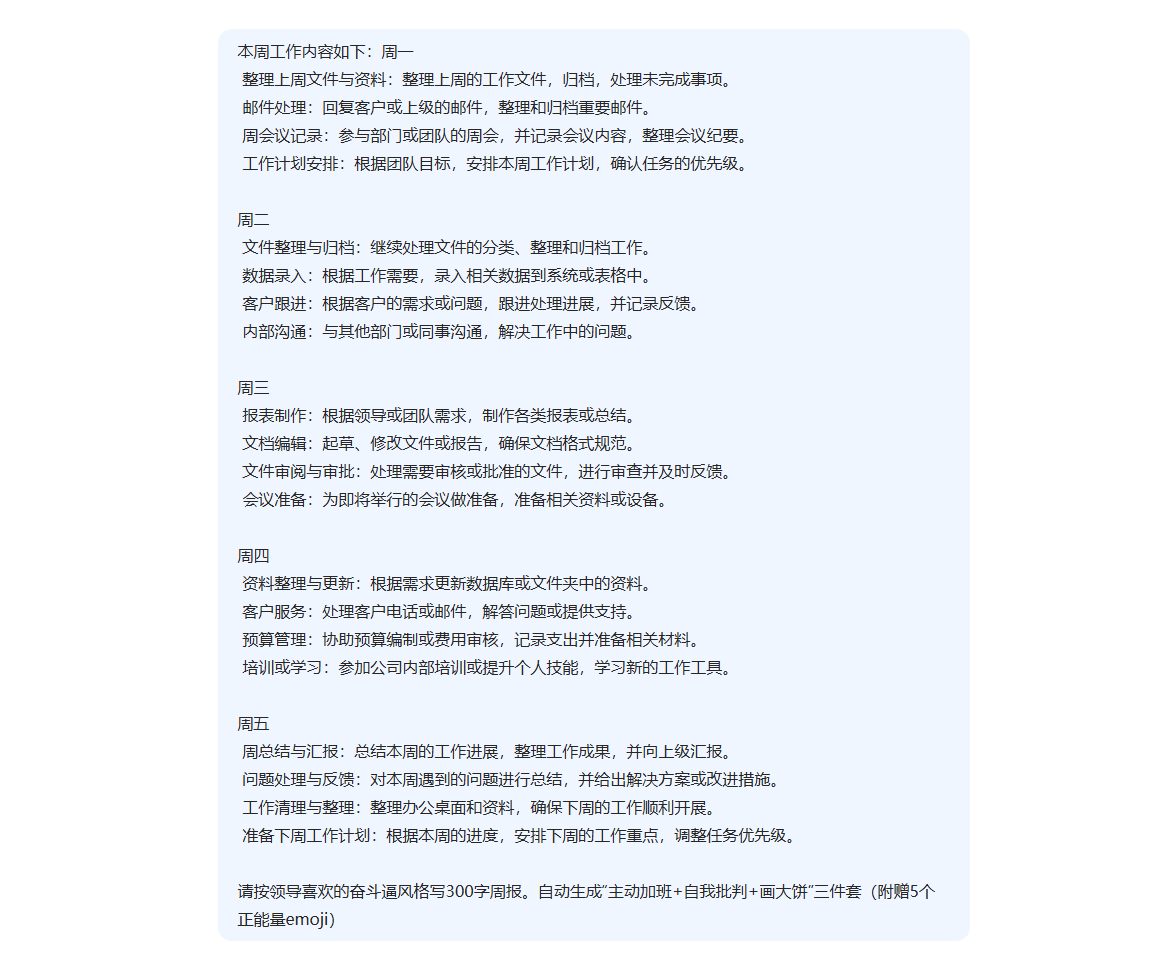 本周工作内容如下：周一
整理上周文件与资料：整理上周的工作文件，归档，处理未完成事项。
邮件处理：回复客户或上级的邮件，整理和归档重要邮件。
周会议记录：参与部门或团队的周会，并记录会议内容，整理会议纪要。
工作计划安排：根据团队目标，安排本周工作计划，确认任务的优先级。
周二
文件整理与归档：继续处理文件的分类、整理和归档工作。
数据录入：根据工作需要，录入相关数据到系统或表格中。
客户跟进：根据客户的需求或问题，跟进处理进展，并记录反馈。
内部沟通：与其他部门或同事沟通，解决工作中的问题。
周三
报表制作：根据领导或团队需求，制作各类报表或总结。
文档编辑：起草、修改文件或报告，确保文档格式规范。
文件审阅与审批：处理需要审核或批准的文件，进行审查并及时反馈。
会议准备：为即将举行的会议做准备，准备相关资料或设备。
周四
资料整理与更新：根据需求更新数据库或文件夹中的资料。
客户服务：处理客户电话或邮件，解答问题或提供支持。
预算管理：协助预算编制或费用审核，记录支出并准备相关材料。
培训或学习：参加公司内部培训或提升个人技能，学习新的工作工具。
周五
周总结与汇报：总结本周的工作进展，整理工作成果，并向上级汇报。
问题处理与反馈：对本周遇到的问题进行总结，并给出解决方案或改进措施。
工作清理与整理：整理办公桌面和资料，确保下周的工作顺利开展。
准备下周工作计划：根据本周的进度，安排下周的工作重点，调整任务优先级。
请按领导喜欢的奋斗逼风格写300字周报。自动生成“主动加班+自我批判+画大饼”三件套（附赠5个
正能量emoji）